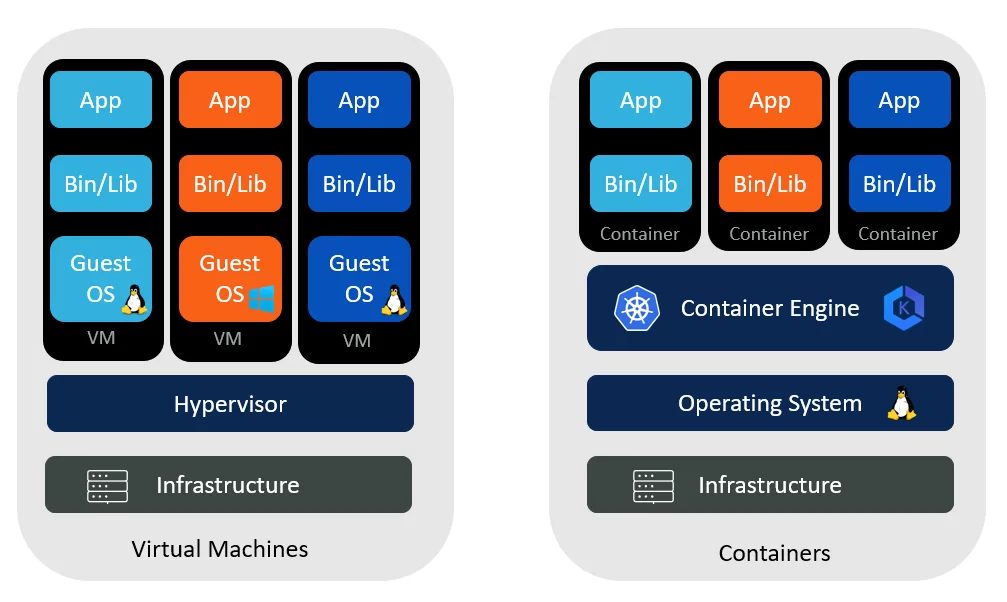 App
App
App
Bin/Lib
Bin/Lib
Bin/Lib
Guest
OS
Guest
OS
Guest
OS
VM
VM
VM
Hypervisor
Infrastructure
Virtual Machines
App
App
App
Bin/Lib
Bin/Lib
Bin/Lib
Container
Container
Container
Container Engine
K
Operating System
Infrastructure
Containers